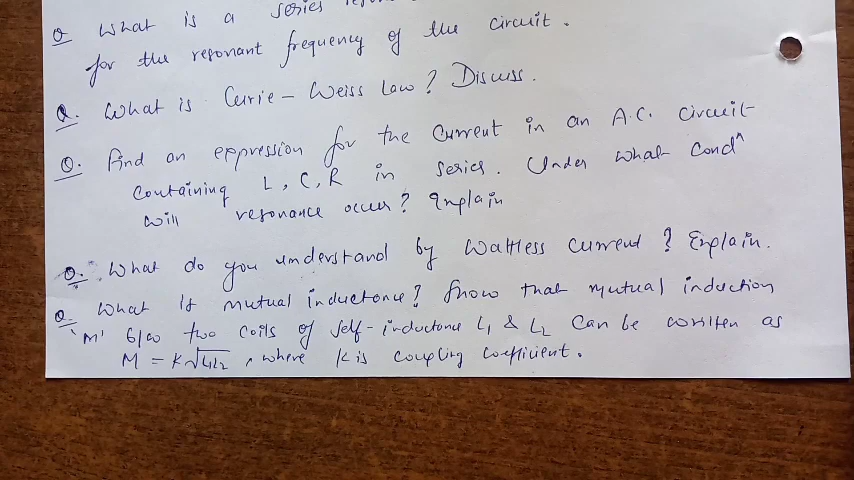 Q What is a series
for the resonant frequency of the circuit.
Q. What is Curie - Weiss Law? Discuss.
Q. Find an expression for the current in an A.C. circuit
containing L, C, R in series. Under what condn
will resonance occur? Explain
Q. What do you understand by Wattless current? Explain.
Q. What is mutual inductance? Show that mutual induction
'M' b/w two coils of self-inductance L1 & L2 can be written as
M = K√L1L2, where K is coupling coefficient.